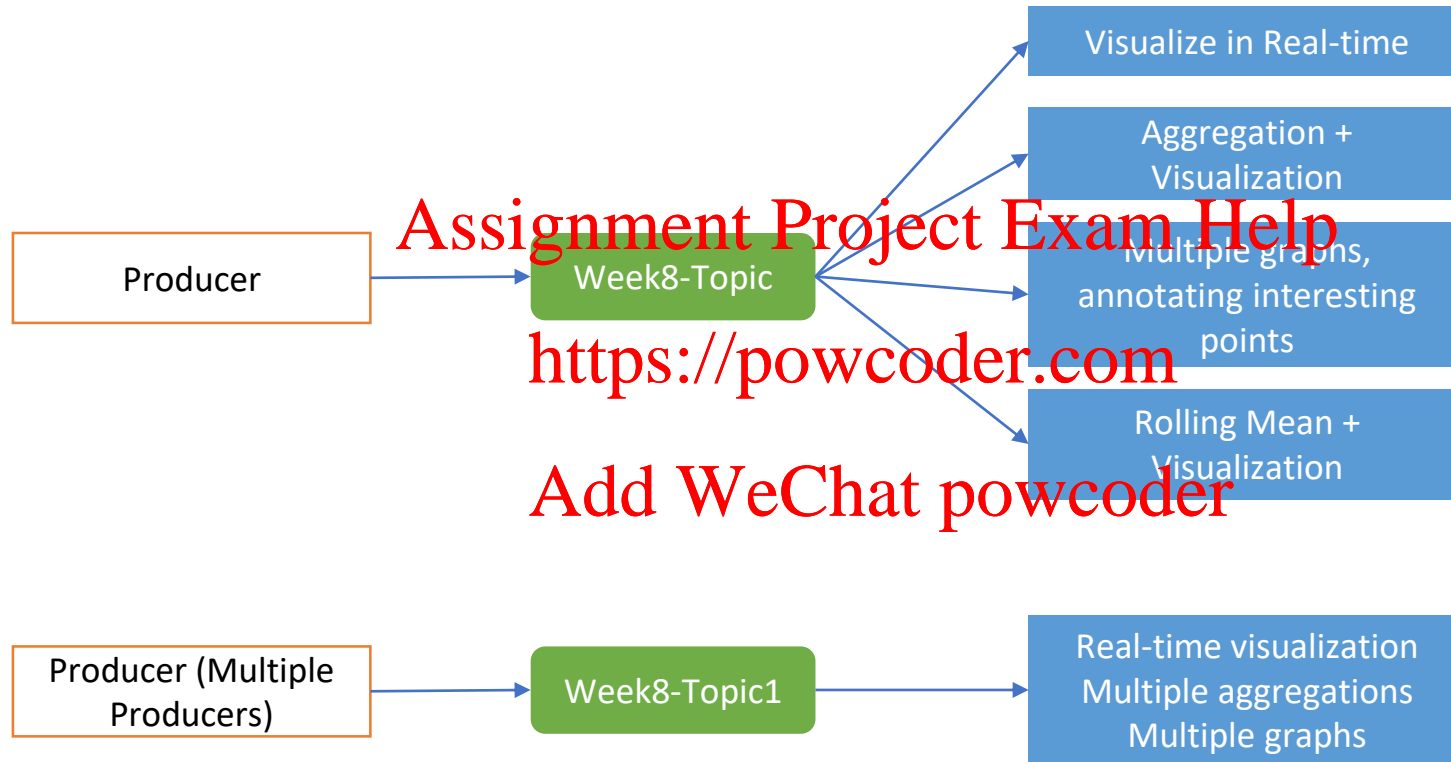 Visualize in Real-time
Aggregation +
Visualization
Assignment Project Exam Help
Producer
Week8-Topic
Multiple graphs,
annotating interesting
points
https://powcoder.com
Rolling Mean +
Visualization
Add WeChat powcoder
Producer (Multiple
Producers)
Week8-Topic1
Real-time visualization
Multiple aggregations
Multiple graphs